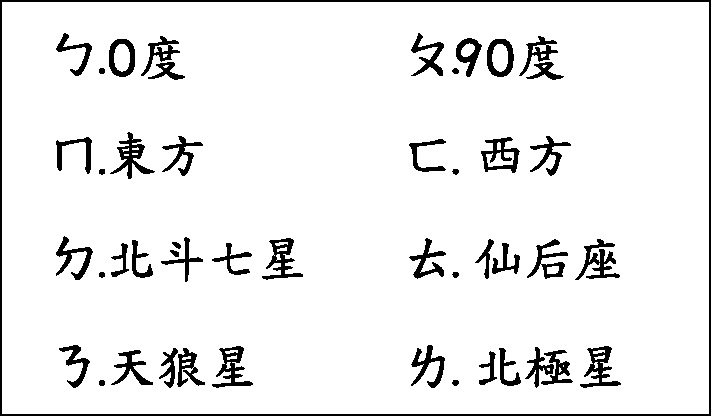 ㄅ.0度 ㄆ.90度
ㄇ.東方 ㄈ. 西方
ㄉ.北斗七星 ㄊ. 仙后座
ㄋ.天狼星 ㄌ. 北極星